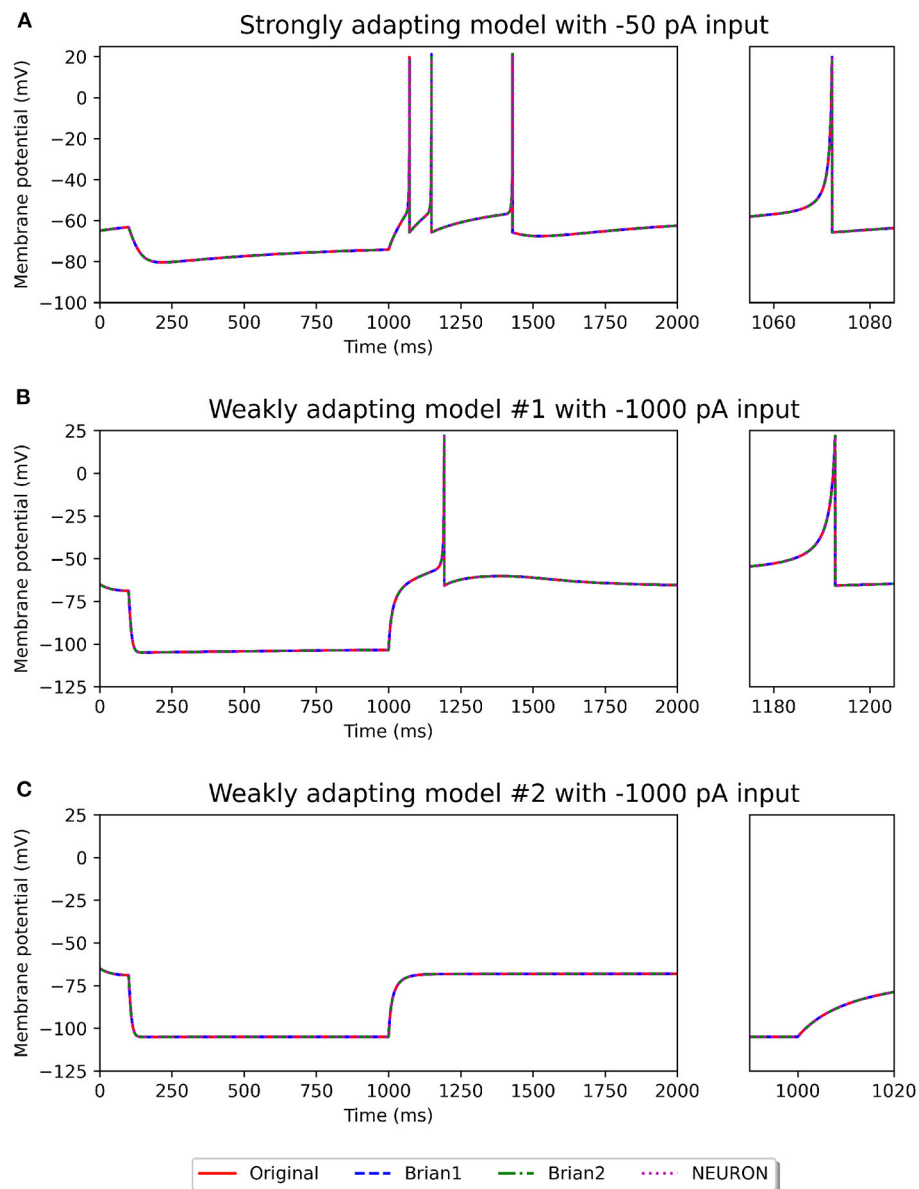 A
Strongly adapting model with -50 pA input
Membrane potential (mV)
20
0
−20
−40
−60
−80
−100
0 250 500 750 1000 1250 1500 1750 2000
1060 1080
Time (ms)
B
Weakly adapting model #1 with -1000 pA input
Membrane potential (mV)
25
0
−25
−50
−75
−100
−125
0 250 500 750 1000 1250 1500 1750 2000
1180 1200
Time (ms)
C
Weakly adapting model #2 with -1000 pA input
Membrane potential (mV)
25
0
−25
−50
−75
−100
−125
0 250 500 750 1000 1250 1500 1750 2000
1000 1020
Time (ms)
Original Brian1 Brian2 NEURON